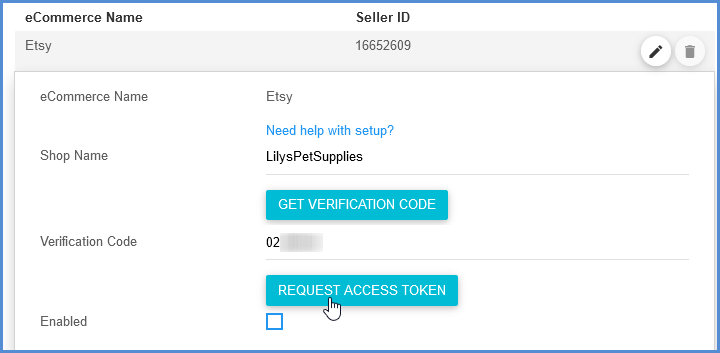 eCommerce Name Seller ID
Etsy 16652609
eCommerce Name Etsy
Need help with setup?
Shop Name LilysPetSupplies
GET VERIFICATION CODE
Verification Code 02
REQUEST ACCESS TOKEN
Enabled